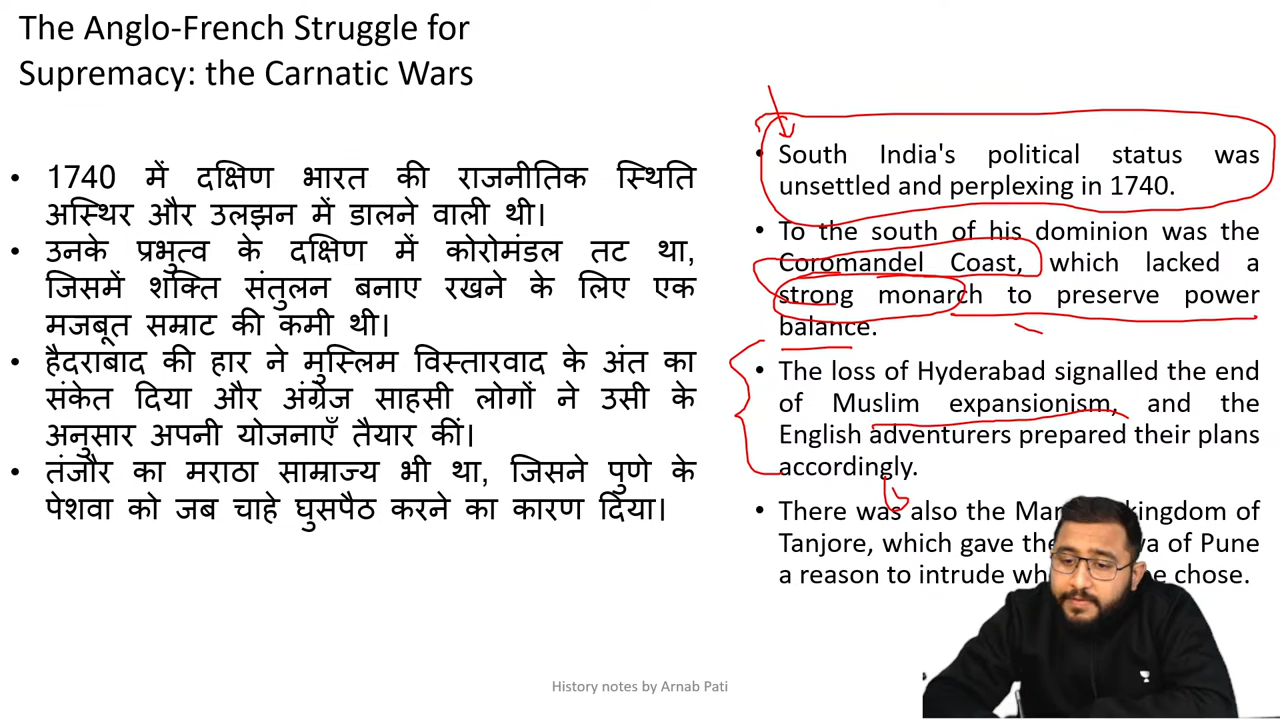 The Anglo-French Struggle for
Supremacy: the Carnatic Wars
• 1740 में दक्षिण भारत की राजनीतिक स्थिति
अस्थिर और उलझन में डालने वाली थी।
• उनके प्रभुत्व के दक्षिण में कोरोमंडल तट था,
जिसमें शक्ति संतुलन बनाए रखने के लिए एक
मजबूत सम्राट की कमी थी।
• हैदराबाद की हार ने मुस्लिम विस्तारवाद के अंत का
संकेत दिया और अंग्रेज साहसी लोगों ने उसी के
अनुसार अपनी योजनाएँ तैयार कीं।
• तंजौर का मराठा साम्राज्य भी था, जिसने पुणे के
पेशवा को जब चाहे घुसपैठ करने का कारण दिया।
• South India's political status was
unsettled and perplexing in 1740.
• To the south of his dominion was the
Coromandel Coast, which lacked a
strong monarch to preserve power
balance.
• The loss of Hyderabad signalled the end
of Muslim expansionism, and the
English adventurers prepared their plans
accordingly.
• There was also the kingdom of
Tanjore, which gave of Pune
a reason to intrude chose.
History notes by Arnab Pati